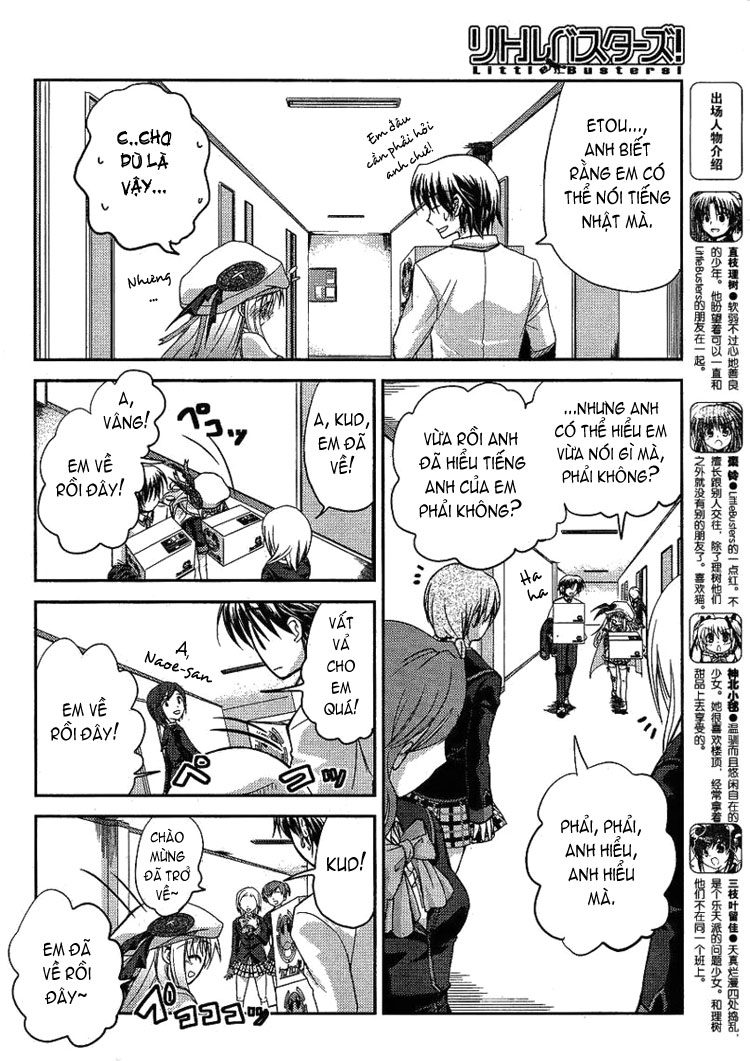 リトルバスターズ!
Little Busters!
ETOU...,
ANH BIẾT
RẰNG EM CÓ
THỂ NÓI TIẾNG
NHẬT MÀ.
Em đâu
cần phải hỏi
anh chứ!
C..CHO
DÙ LÀ
VẬY...
Nhưng
...
...NHƯNG ANH
CÓ THỂ HIỂU EM
VỪA NÓI GÌ MÀ,
PHẢI KHÔNG?
VỪA RỒI ANH
ĐÃ HIỂU TIẾNG
ANH CỦA EM
PHẢI KHÔNG?
Ha
ha
PHẢI, PHẢI,
ANH HIỂU,
ANH HIỂU
MÀ.
A, KUD,
EM ĐÃ
VỀ!
A,
VÂNG!
EM VỀ
RỒI ĐÂY!
ペコッ
VẤT
VẢ
CHO
EM
QUÁ!
A,
Naoe-san
EM VỀ
RỒI ĐÂY!
ペコッ
KUD!
CHÀO
MỪNG
ĐÃ TRỞ
VỀ~
EM ĐÃ
VỀ RỒI
ĐÂY~
ペコココッ
出场人物介绍
直枝理树●软弱不过心地善良
的少年。他盼望着可以一直和
LittleBusters的朋友在一起。
棗 铃●LittleBusters的一点红。不
擅长跟别人交往，除了理树他们
之外就没有别的朋友了。喜欢猫。
神北小毬●温驯而且悠闲自在的
少女。她很喜欢楼顶，经常拿着
甜品上去享受的。
三枝叶留佳●天真烂漫四处捣乱，
是个乐天派的问题少女。和理树
他们不在同一个班上。